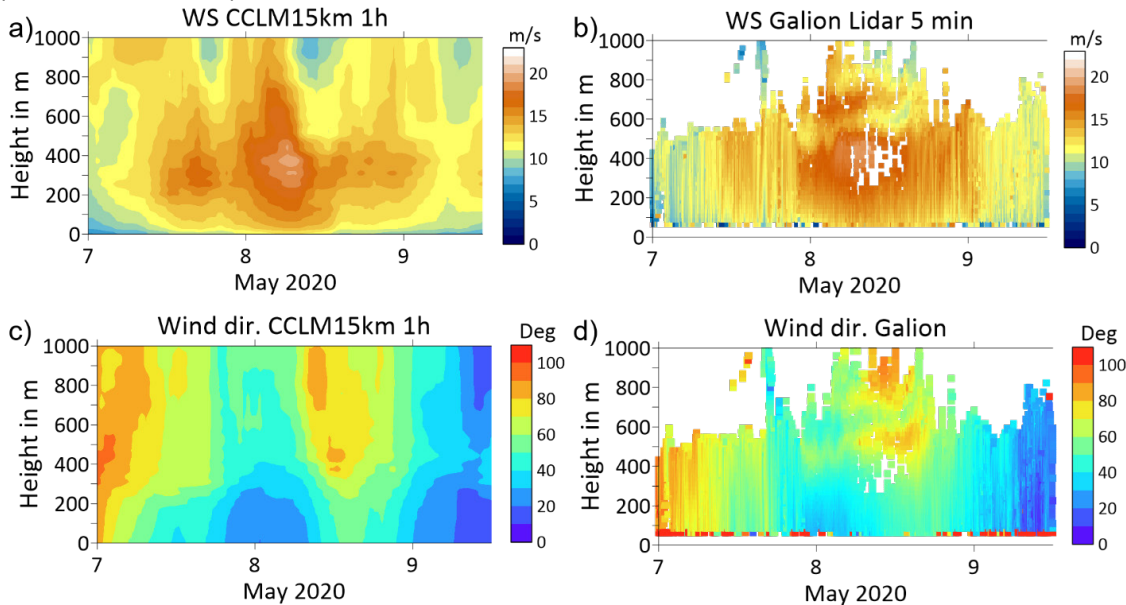 a)
WS CCLM15km 1h
m/s
1000
800
600
400
200
0
Height in m
20
15
10
5
0
7
8
9
May 2020
b)
WS Galion Lidar 5 min
m/s
1000
800
600
400
200
0
Height in m
20
15
10
5
0
7
8
9
May 2020
c)
Wind dir. CCLM15km 1h
Deg
1000
800
600
400
200
0
Height in m
100
80
60
40
20
0
7
8
9
May 2020
d)
Wind dir. Galion
Deg
1000
800
600
400
200
0
Height in m
100
80
60
40
20
0
7
8
9
May 2020